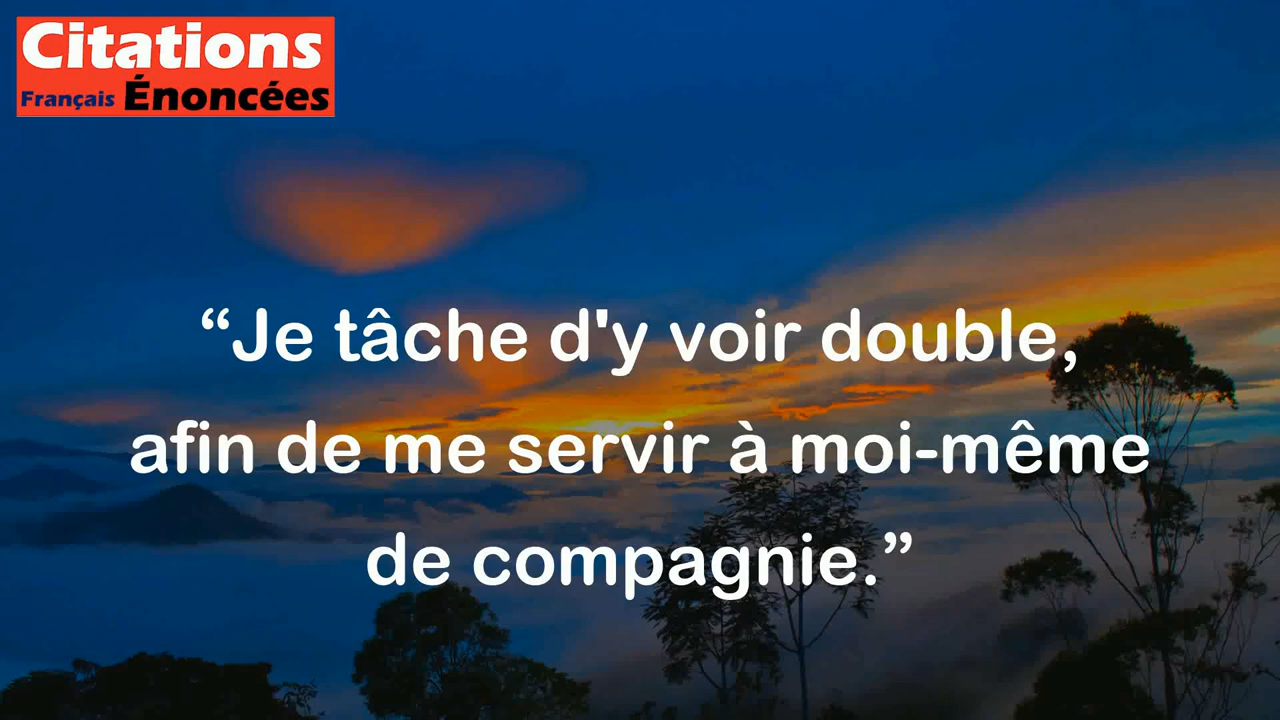 Citations
Français Énoncées
“Je tâche d'y voir double,
afin de me servir à moi-même
de compagnie.”